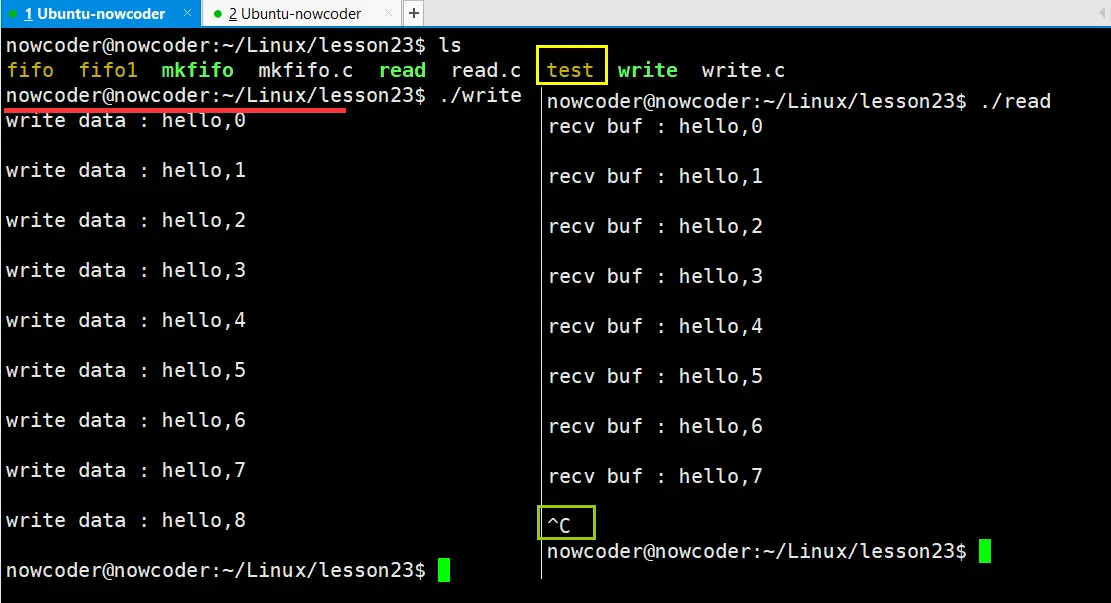 1 Ubuntu-nowcoder × 2 Ubuntu-nowcoder × +
nowcoder@nowcoder:~/Linux/lesson23$ ls
fifo fifo1 mkfifo mkfifo.c read read.c test write write.c
nowcoder@nowcoder:~/Linux/lesson23$ ./write
write data : hello,0
write data : hello,1
write data : hello,2
write data : hello,3
write data : hello,4
write data : hello,5
write data : hello,6
write data : hello,7
write data : hello,8
nowcoder@nowcoder:~/Linux/lesson23$
nowcoder@nowcoder:~/Linux/lesson23$ ./read
recv buf : hello,0
recv buf : hello,1
recv buf : hello,2
recv buf : hello,3
recv buf : hello,4
recv buf : hello,5
recv buf : hello,6
recv buf : hello,7
^C
nowcoder@nowcoder:~/Linux/lesson23$